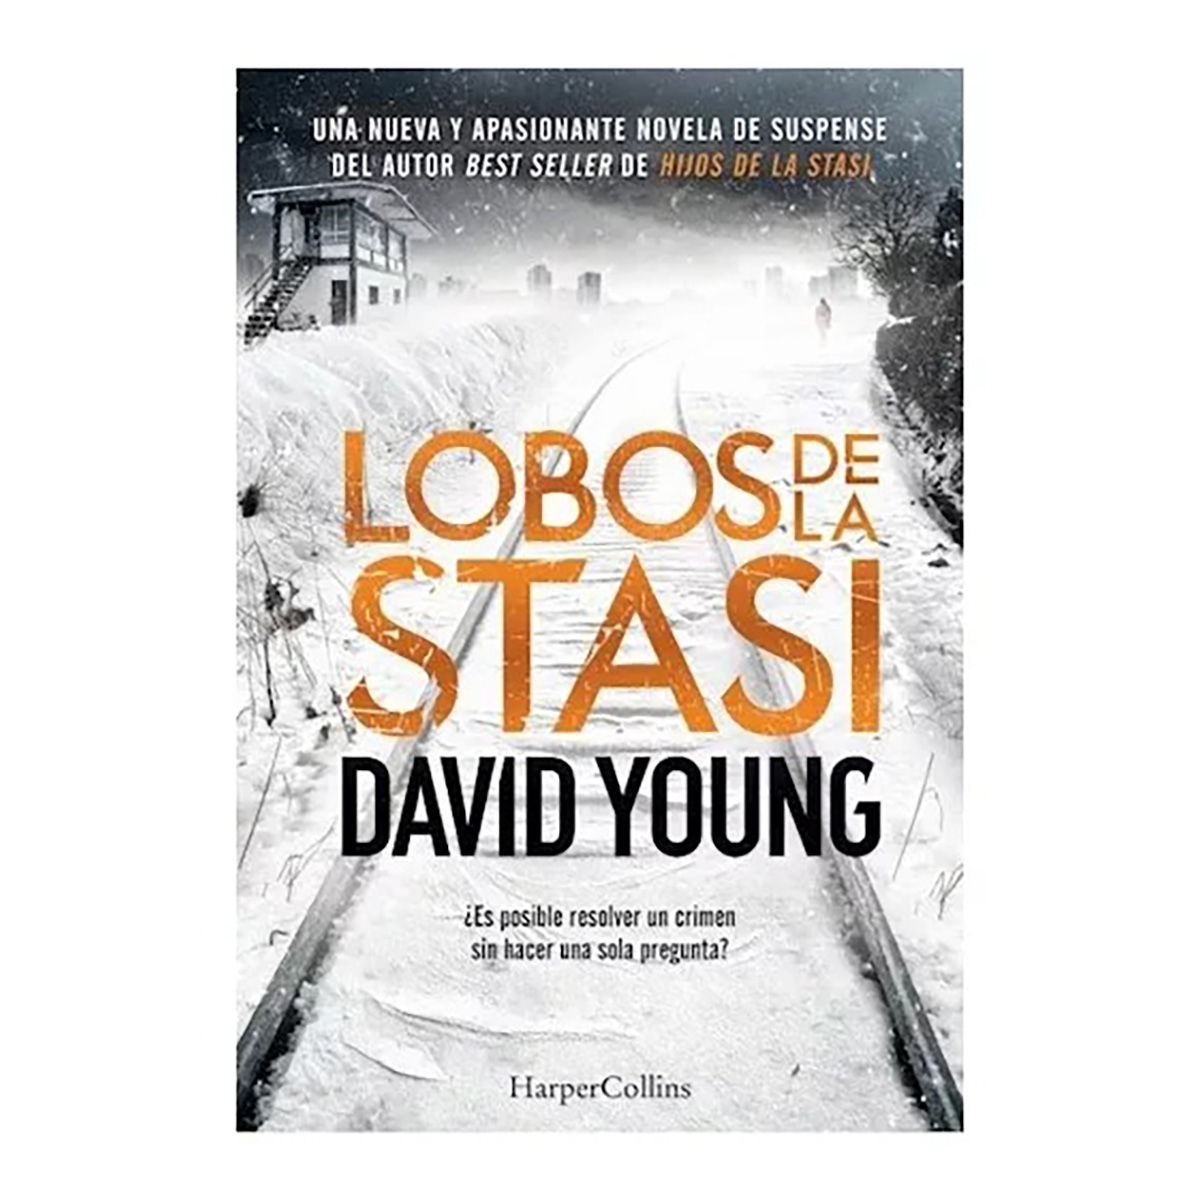 UNA NUEVA Y APASIONANTE NOVELA DE SUSPENSE
DEL AUTOR BEST SELLER DE HIJOS DE LA STASI
LOBOS DE LA
STASI
DAVID YOUNG
¿Es posible resolver un crimen
sin hacer una sola pregunta?
HarperCollins